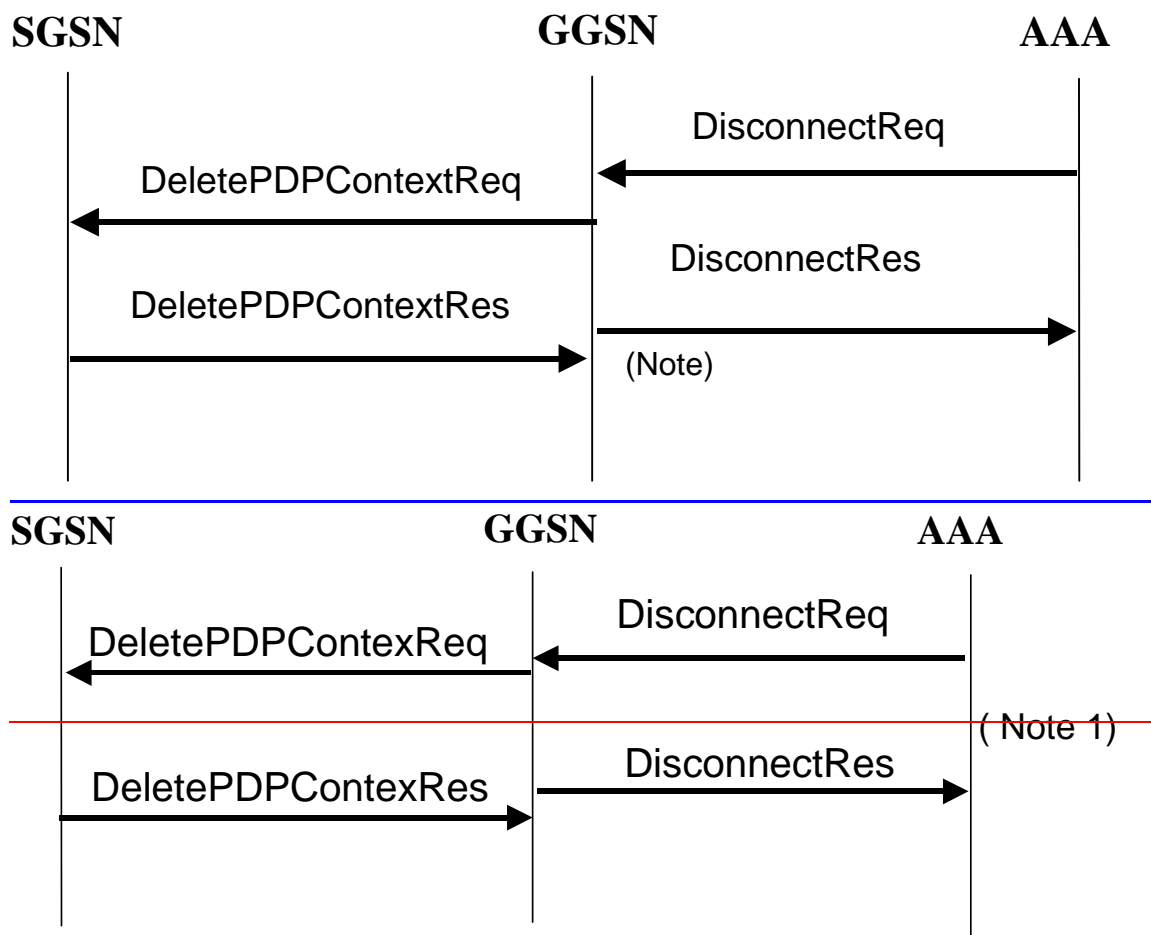 SGSN GGSN AAA
DisconnectReq
DeletePDPContextReq
DisconnectRes
DeletePDPContextRes
(Note)
SGSN GGSN AAA
DisconnectReq
DeletePDPContexReq
( Note 1)
DisconnectRes
DeletePDPContexRes